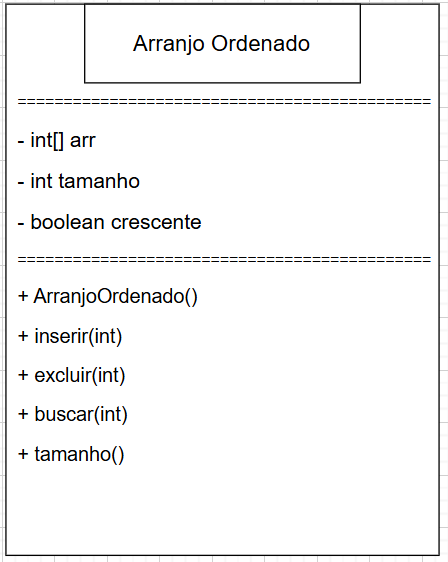 Arranjo Ordenado
=============================================
- int[] arr
- int tamanho
- boolean crescente
=============================================
+ ArranjoOrdenado()
+ inserir(int)
+ excluir(int)
+ buscar(int)
+ tamanho()